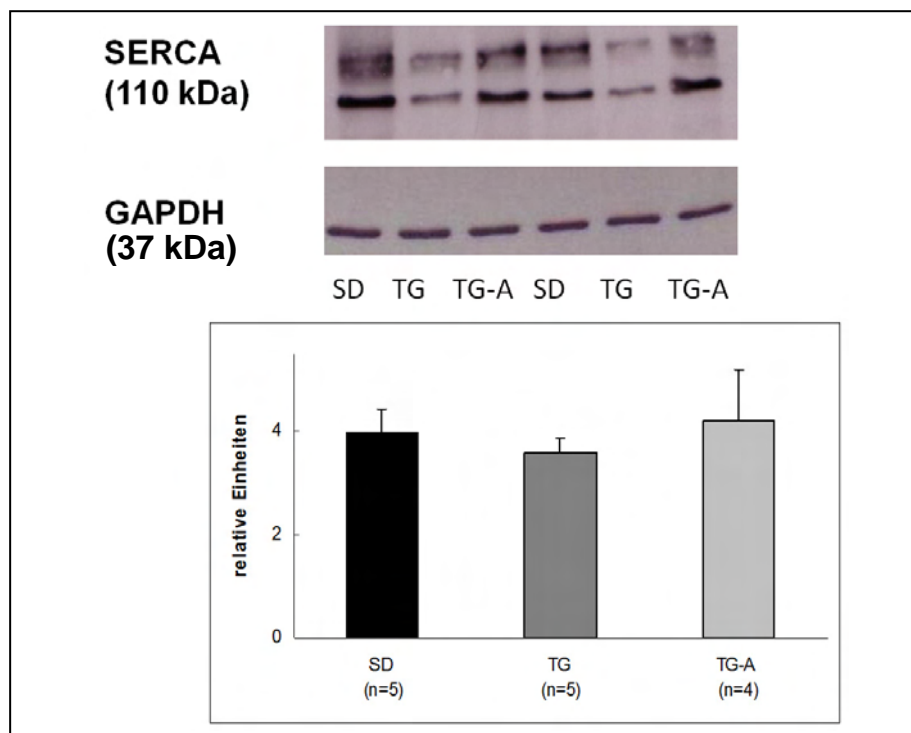 SERCA
(110 kDa)
GAPDH
(37 kDa)
SD TG TG-A SD TG TG-A
relative Einheiten
4
2
0
SD TG TG-A
(n=5) (n=5) (n=4)